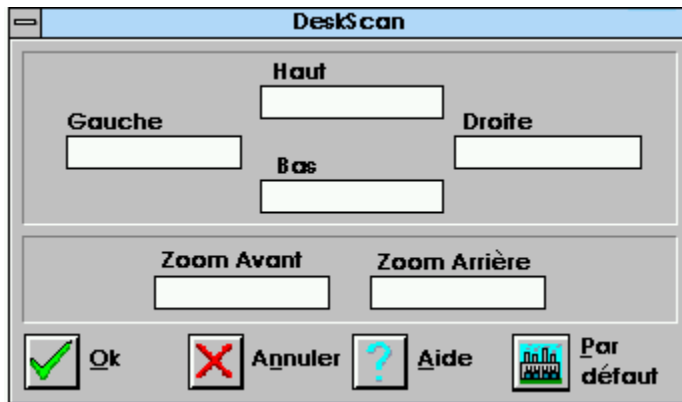 DeskScan
Haut
Gauche
Droite
Bas
Zoom Avant
Zoom Arrière
Ok
Annuler
Aide
Par
défaut